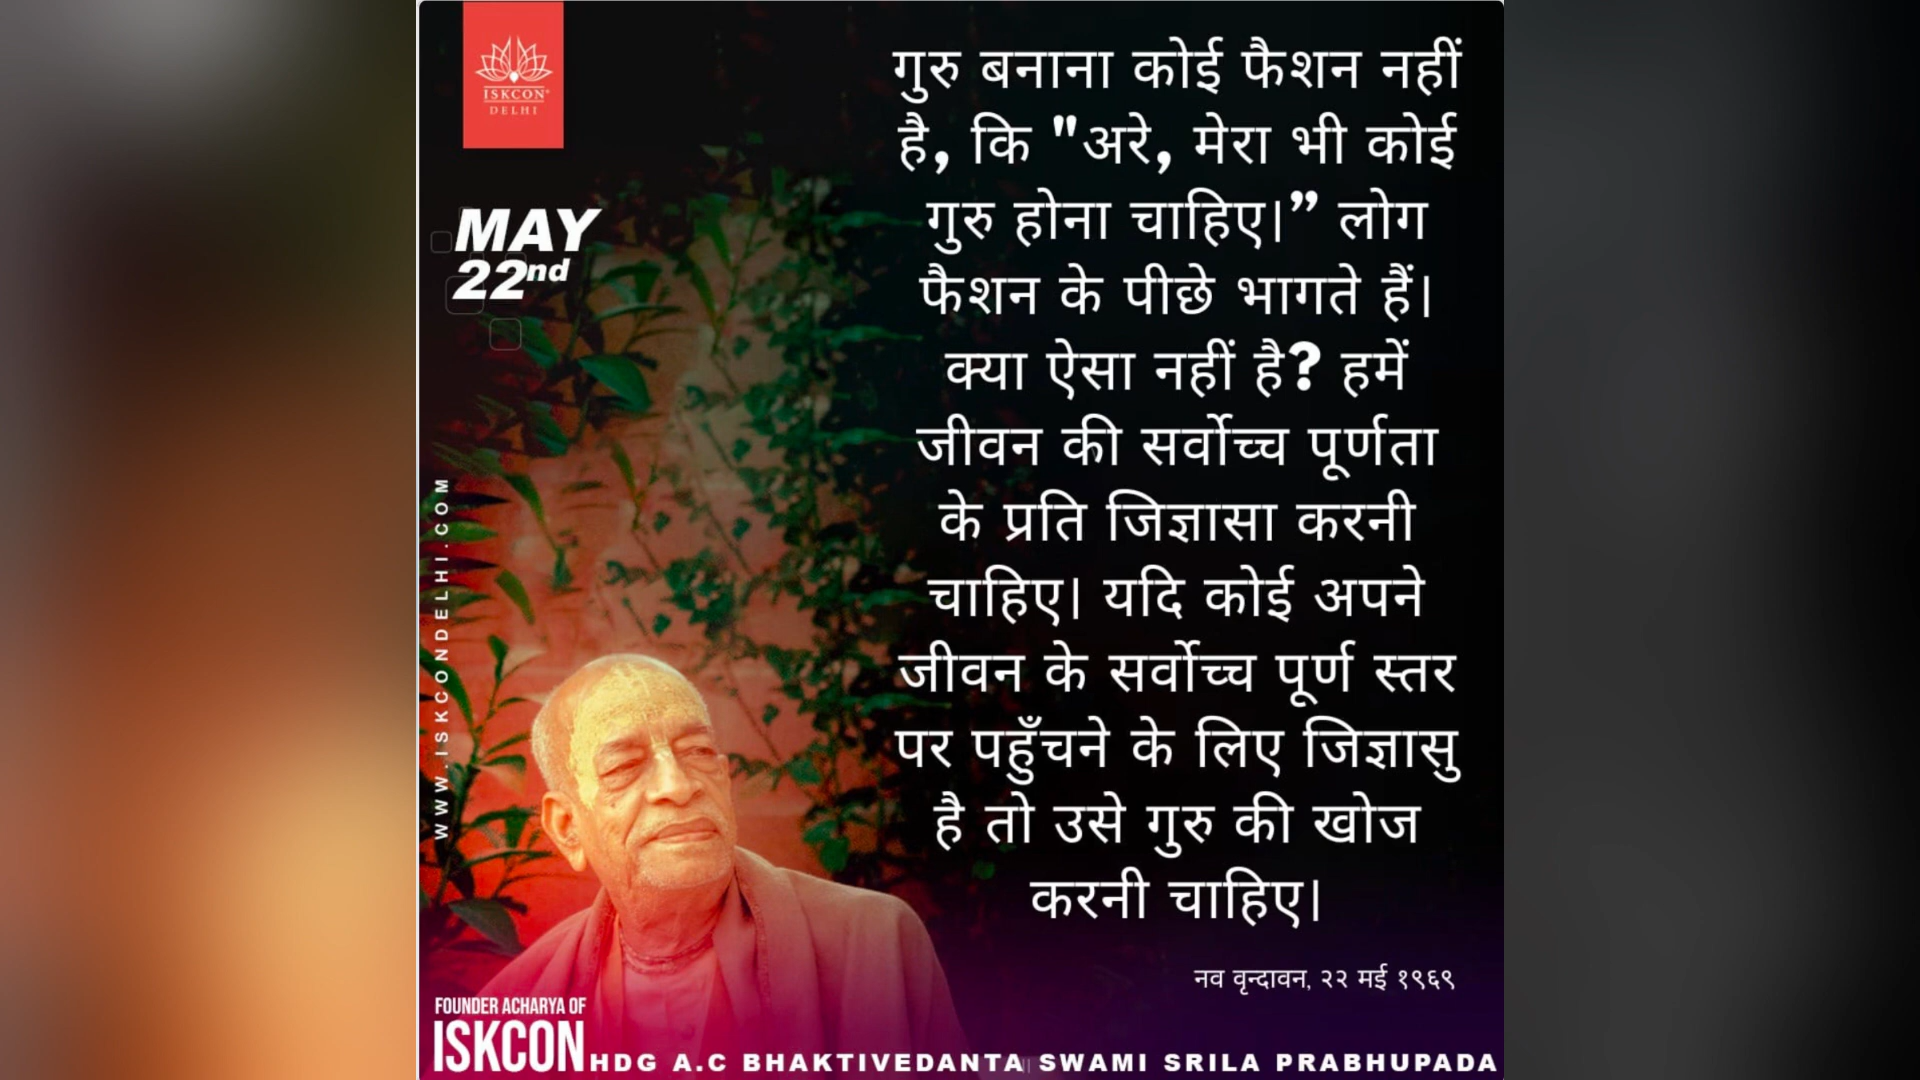 ISKCON
DELHI
MAY
22nd
WWW.ISKCONDELHI.COM
गुरु बनाना कोई फैशन नहीं
है, कि "अरे, मेरा भी कोई
गुरु होना चाहिए।” लोग
फैशन के पीछे भागते हैं।
क्या ऐसा नहीं है? हमें
जीवन की सर्वोच्च पूर्णता
के प्रति जिज्ञासा करनी
चाहिए। यदि कोई अपने
जीवन के सर्वोच्च पूर्ण स्तर
पर पहुँचने के लिए जिज्ञासु
है तो उसे गुरु की खोज
करनी चाहिए।
नव वृन्दावन, २२ मई १९६९
FOUNDER ACHARYA OF
ISKCON HDG A.C BHAKTIVEDANTA SWAMI SRILA PRABHUPADA